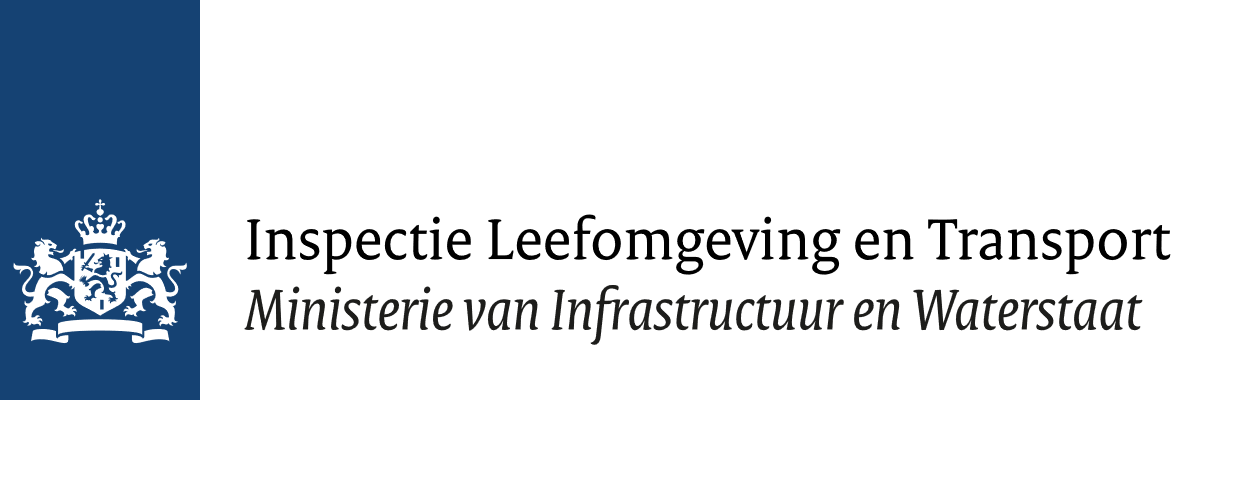 Inspectie Leefomgeving en Transport
Ministerie van Infrastructuur en Waterstaat